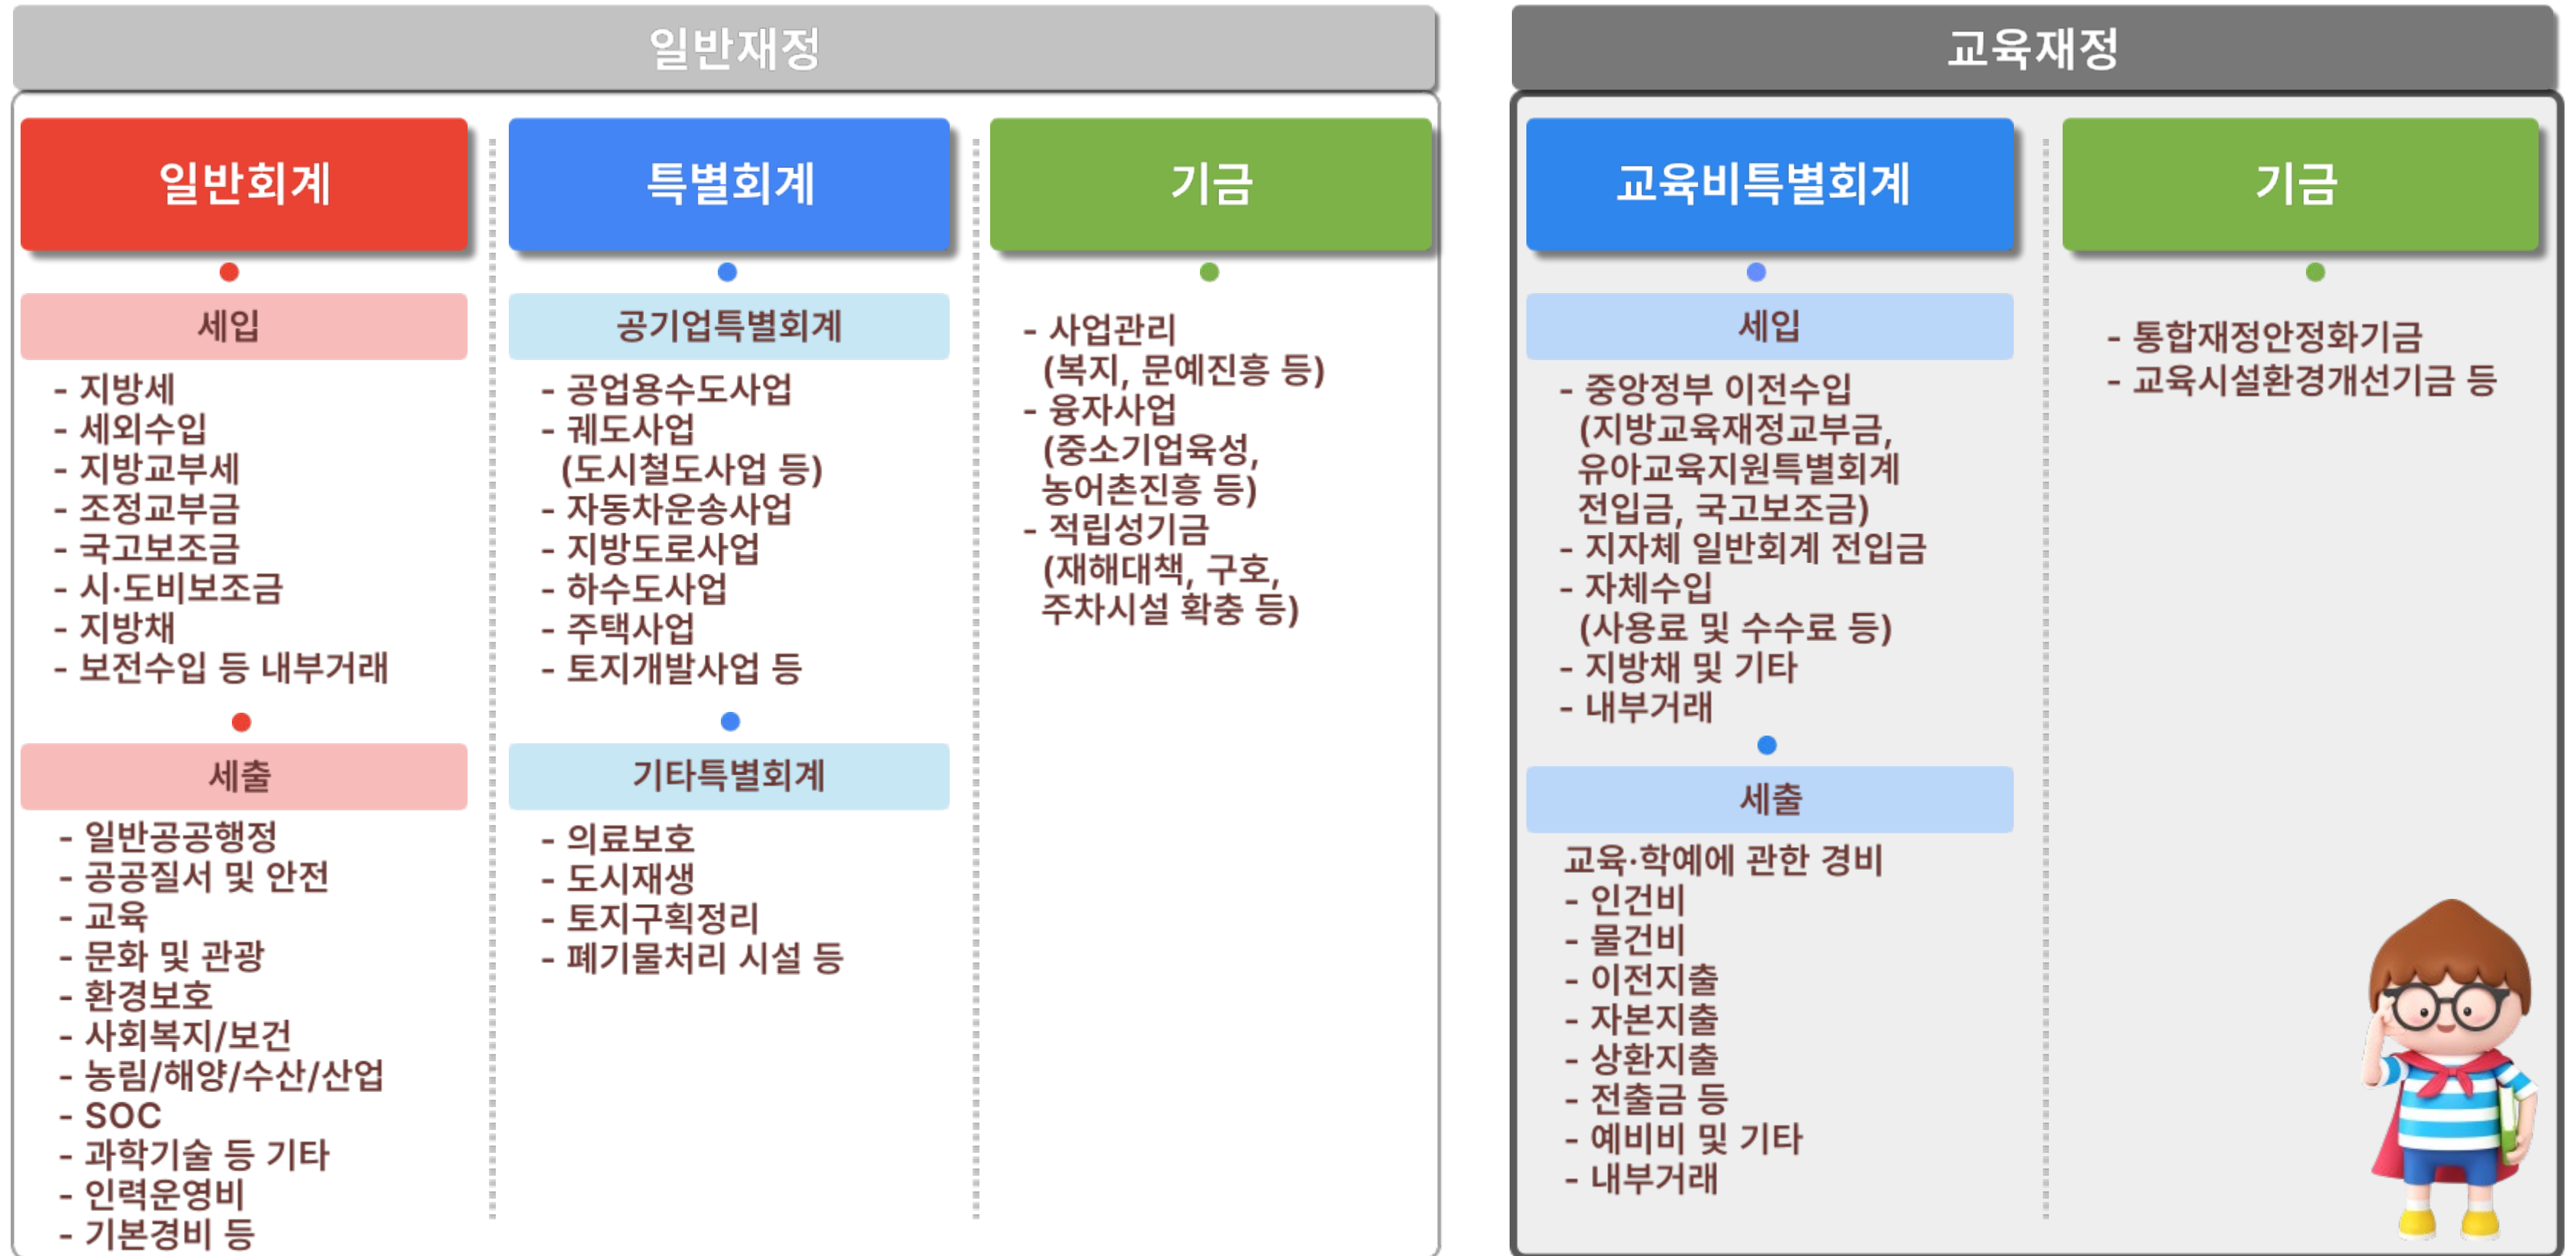 일반재정
일반회계
세입
- 지방세
- 세외수입
- 지방교부세
- 조정교부금
- 국고보조금
- 시·도비보조금
- 지방채
- 보전수입 등 내부거래
세출
- 일반공공행정
- 공공질서 및 안전
- 교육
- 문화 및 관광
- 환경보호
- 사회복지/보건
- 농림/해양/수산/산업
- SOC
- 과학기술 등 기타
- 인력운영비
- 기본경비 등
특별회계
공기업특별회계
- 공업용수도사업
- 궤도사업
(도시철도사업 등)
- 자동차운송사업
- 지방도로사업
- 하수도사업
- 주택사업
- 토지개발사업 등
기타특별회계
- 의료보호
- 도시재생
- 토지구획정리
- 폐기물처리 시설 등
기금
- 사업관리
(복지, 문예진흥 등)
- 융자사업
(중소기업육성,
농어촌진흥 등)
- 적립성기금
(재해대책, 구호,
주차시설 확충 등)
교육재정
교육비특별회계
세입
- 중앙정부 이전수입
(지방교육재정교부금,
유아교육지원특별회계
전입금, 국고보조금)
- 지자체 일반회계 전입금
- 자체수입
(사용료 및 수수료 등)
- 지방채 및 기타
- 내부거래
세출
교육·학예에 관한 경비
- 인건비
- 물건비
- 이전지출
- 자본지출
- 상환지출
- 전출금 등
- 예비비 및 기타
- 내부거래
기금
- 통합재정안정화기금
- 교육시설환경개선기금 등